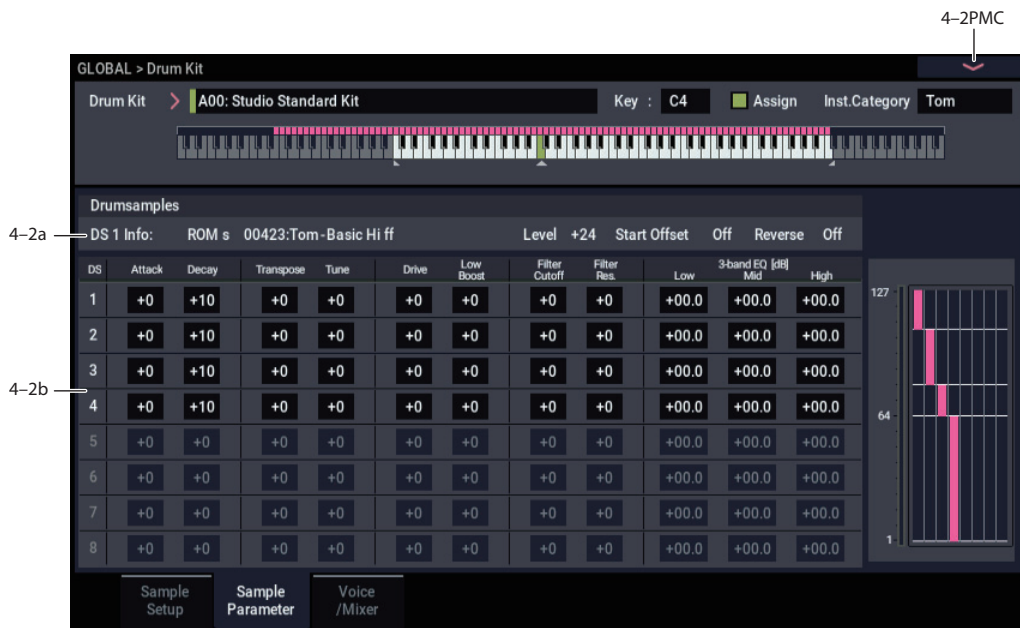 4–2PMC
GLOBAL > Drum Kit
Drum Kit A00: Studio Standard Kit Key : C4 Assign Inst.Category Tom
Drumsamples
4–2a
DS 1 Info: ROM s 00423:Tom-Basic Hi ff Level +24 Start Offset Off Reverse Off
DS Attack Decay Transpose Tune Drive Low Boost Filter Cutoff Filter Res. 3-band EQ [dB] Low Mid High
1 +0 +10 +0 +0 +0 +0 +0 +0 +00.0 +00.0 +00.0
2 +0 +10 +0 +0 +0 +0 +0 +0 +00.0 +00.0 +00.0
3 +0 +10 +0 +0 +0 +0 +0 +0 +00.0 +00.0 +00.0
4–2b
4 +0 +10 +0 +0 +0 +0 +0 +0 +00.0 +00.0 +00.0
5 +0 +0 +0 +0 +0 +0 +0 +0 +00.0 +00.0 +00.0
6 +0 +0 +0 +0 +0 +0 +0 +0 +00.0 +00.0 +00.0
7 +0 +0 +0 +0 +0 +0 +0 +0 +00.0 +00.0 +00.0
8 +0 +0 +0 +0 +0 +0 +0 +0 +00.0 +00.0 +00.0
127
64
1
Sample Setup
Sample Parameter
Voice /Mixer